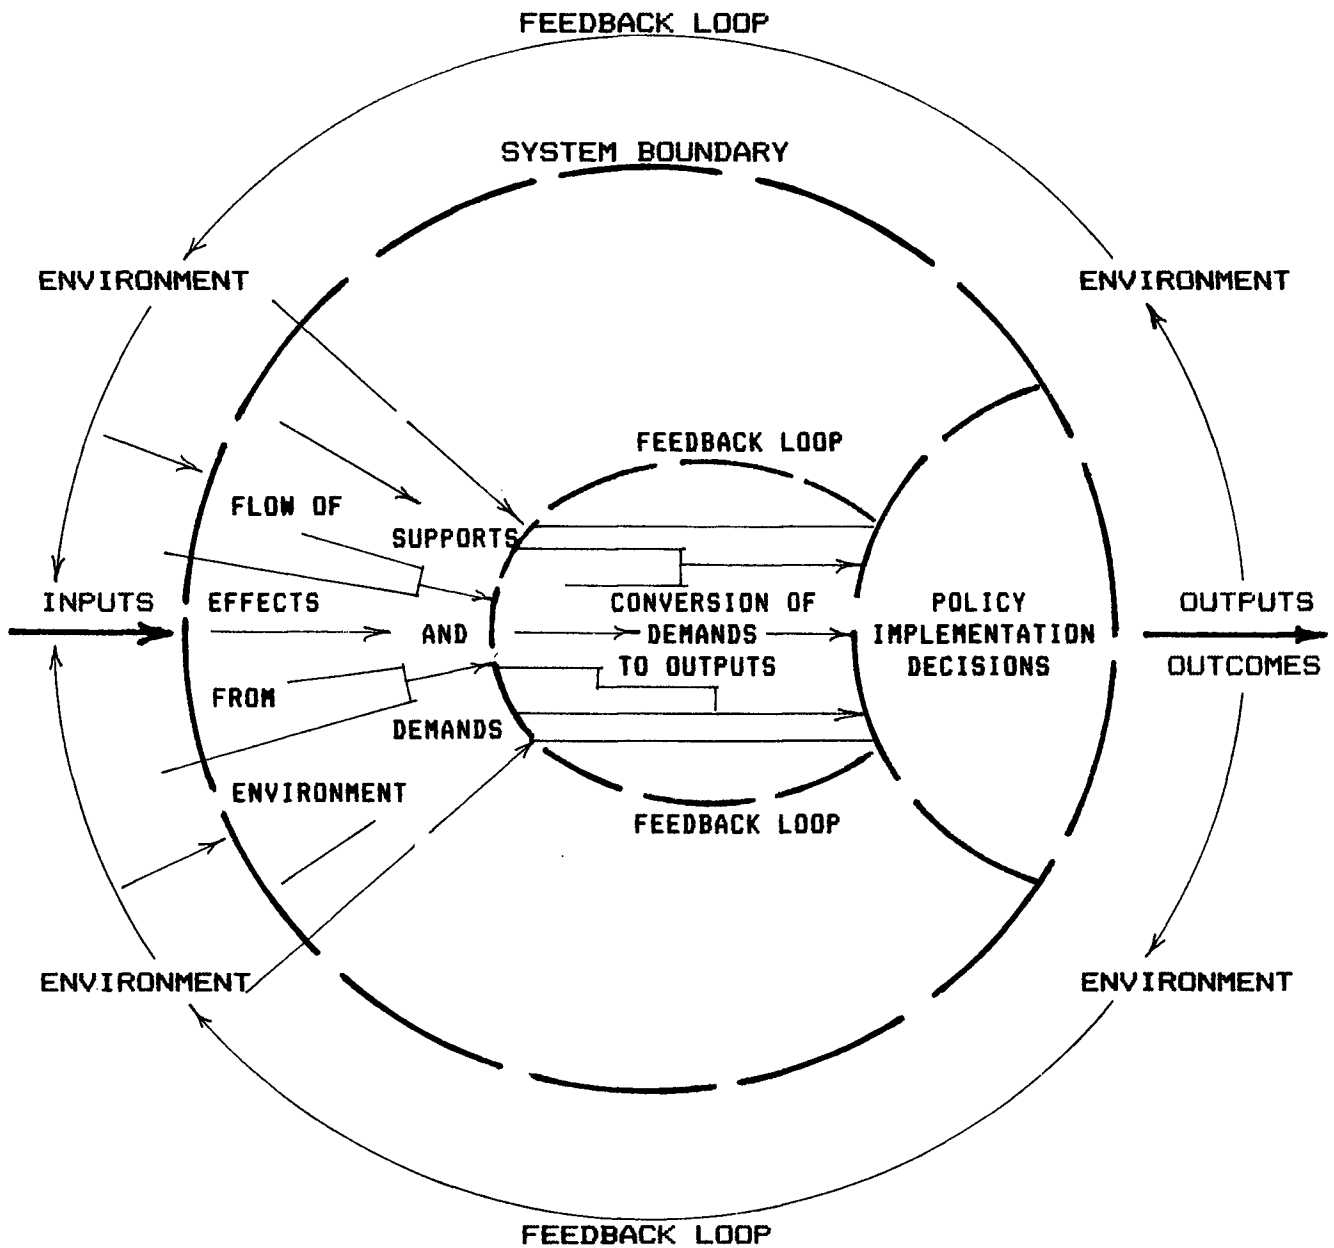 FEEDBACK LOOP
SYSTEM BOUNDARY
ENVIRONMENT
ENVIRONMENT
FEEDBACK LOOP
FLOW OF
SUPPORTS
INPUTS
EFFECTS
AND
FROM
DEMANDS
ENVIRONMENT
CONVERSION OF
DEMANDS
TO OUTPUTS
POLICY
IMPLEMENTATION
DECISIONS
OUTPUTS
OUTCOMES
FEEDBACK LOOP
ENVIRONMENT
ENVIRONMENT
FEEDBACK LOOP